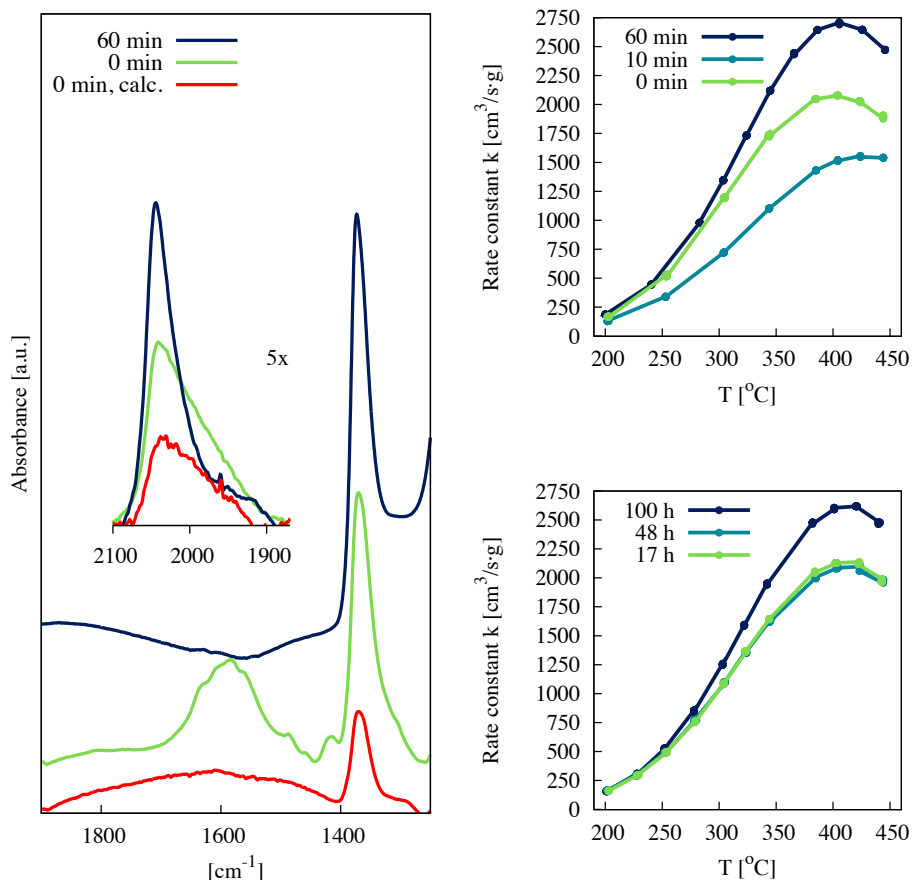 60 min
0 min
0 min, calc.
5x
2100 2000 1900
Absorbance [a.u.]
1800 1600 1400
[cm⁻¹]
2750
2500
2250
2000
1750
1500
1250
1000
750
500
250
0
60 min
10 min
0 min
Rate constant k [cm³/s·g]
200 250 300 350 400 450
T [°C]
2750
2500
2250
2000
1750
1500
1250
1000
750
500
250
0
100 h
48 h
17 h
Rate constant k [cm³/s·g]
200 250 300 350 400 450
T [°C]